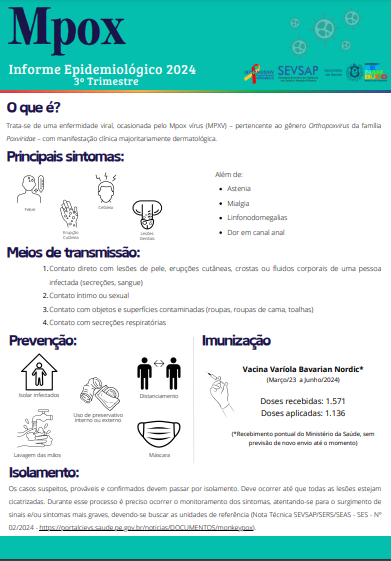 Mpox
Informe Epidemiológico 2024
3º Trimestre
SEVSAP
O que é?
Trata-se de uma enfermidade viral, ocasionada pelo Mpox vírus (MPXV) – pertencente ao gênero Orthopoxvirus da família
Poxviridae – com manifestação clínica majoritariamente dermatológica.
Principais sintomas:
Febre
Erupção
Cutânea
Cefaleia
Lesões
Genitais
Além de:
• Astenia
• Mialgia
• Linfonodomegalias
• Dor em canal anal
Meios de transmissão:
1. Contato direto com lesões de pele, erupções cutâneas, crostas ou fluidos corporais de uma pessoa
infectada (secreções, sangue)
2. Contato íntimo ou sexual
3. Contato com objetos e superfícies contaminadas (roupas, roupas de cama, toalhas)
4. Contato com secreções respiratórias
Prevenção:
Isolar infectados
Uso de preservativo
interno ou externo
Distanciamento
Lavagem das mãos
Máscara
Imunização
Vacina Varíola Bavarian Nordic*
(Março/23 a Junho/2024)
Doses recebidas: 1.571
Doses aplicadas: 1.136
(*Recebimento pontual do Ministério da Saúde, sem
previsão de novo envio até o momento)
Isolamento:
Os casos suspeitos, prováveis e confirmados devem passar por isolamento. Deve ocorrer até que todas as lesões estejam
cicatrizadas. Durante esse processo é preciso ocorrer o monitoramento dos sintomas, atentando-se para o surgimento de
sinais e/ou sintomas mais graves, devendo-se buscar as unidades de referência (Nota Técnica SEVSAP/SERS/SEAS - SES - Nº
02/2024 - https://portalcievs.saude.pe.gov.br/noticias/DOCUMENTOS/monkeypox).